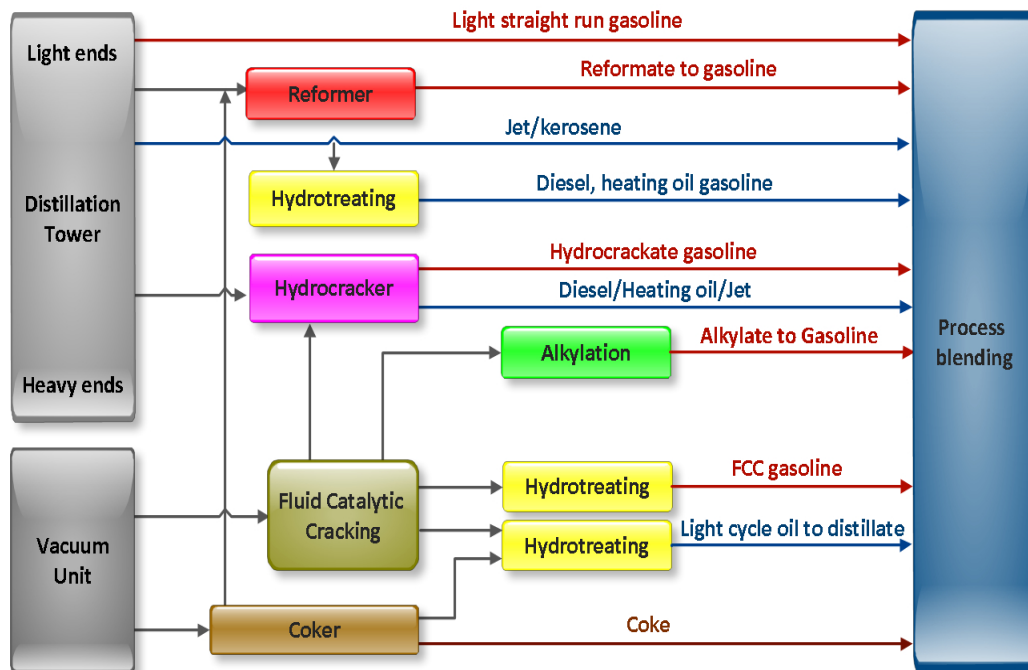 Light straight run gasoline
Light ends
Reformate to gasoline
Reformer
Jet/kerosene
Diesel, heating oil gasoline
Hydrotreating
Distillation
Tower
Hydrocrackate gasoline
Hydrocracker
Diesel/Heating oil/Jet
Process
blending
Alkylate to Gasoline
Alkylation
Heavy ends
FCC gasoline
Hydrotreating
Fluid Catalytic
Cracking
Light cycle oil to distillate
Hydrotreating
Vacuum
Unit
Coker
Coke